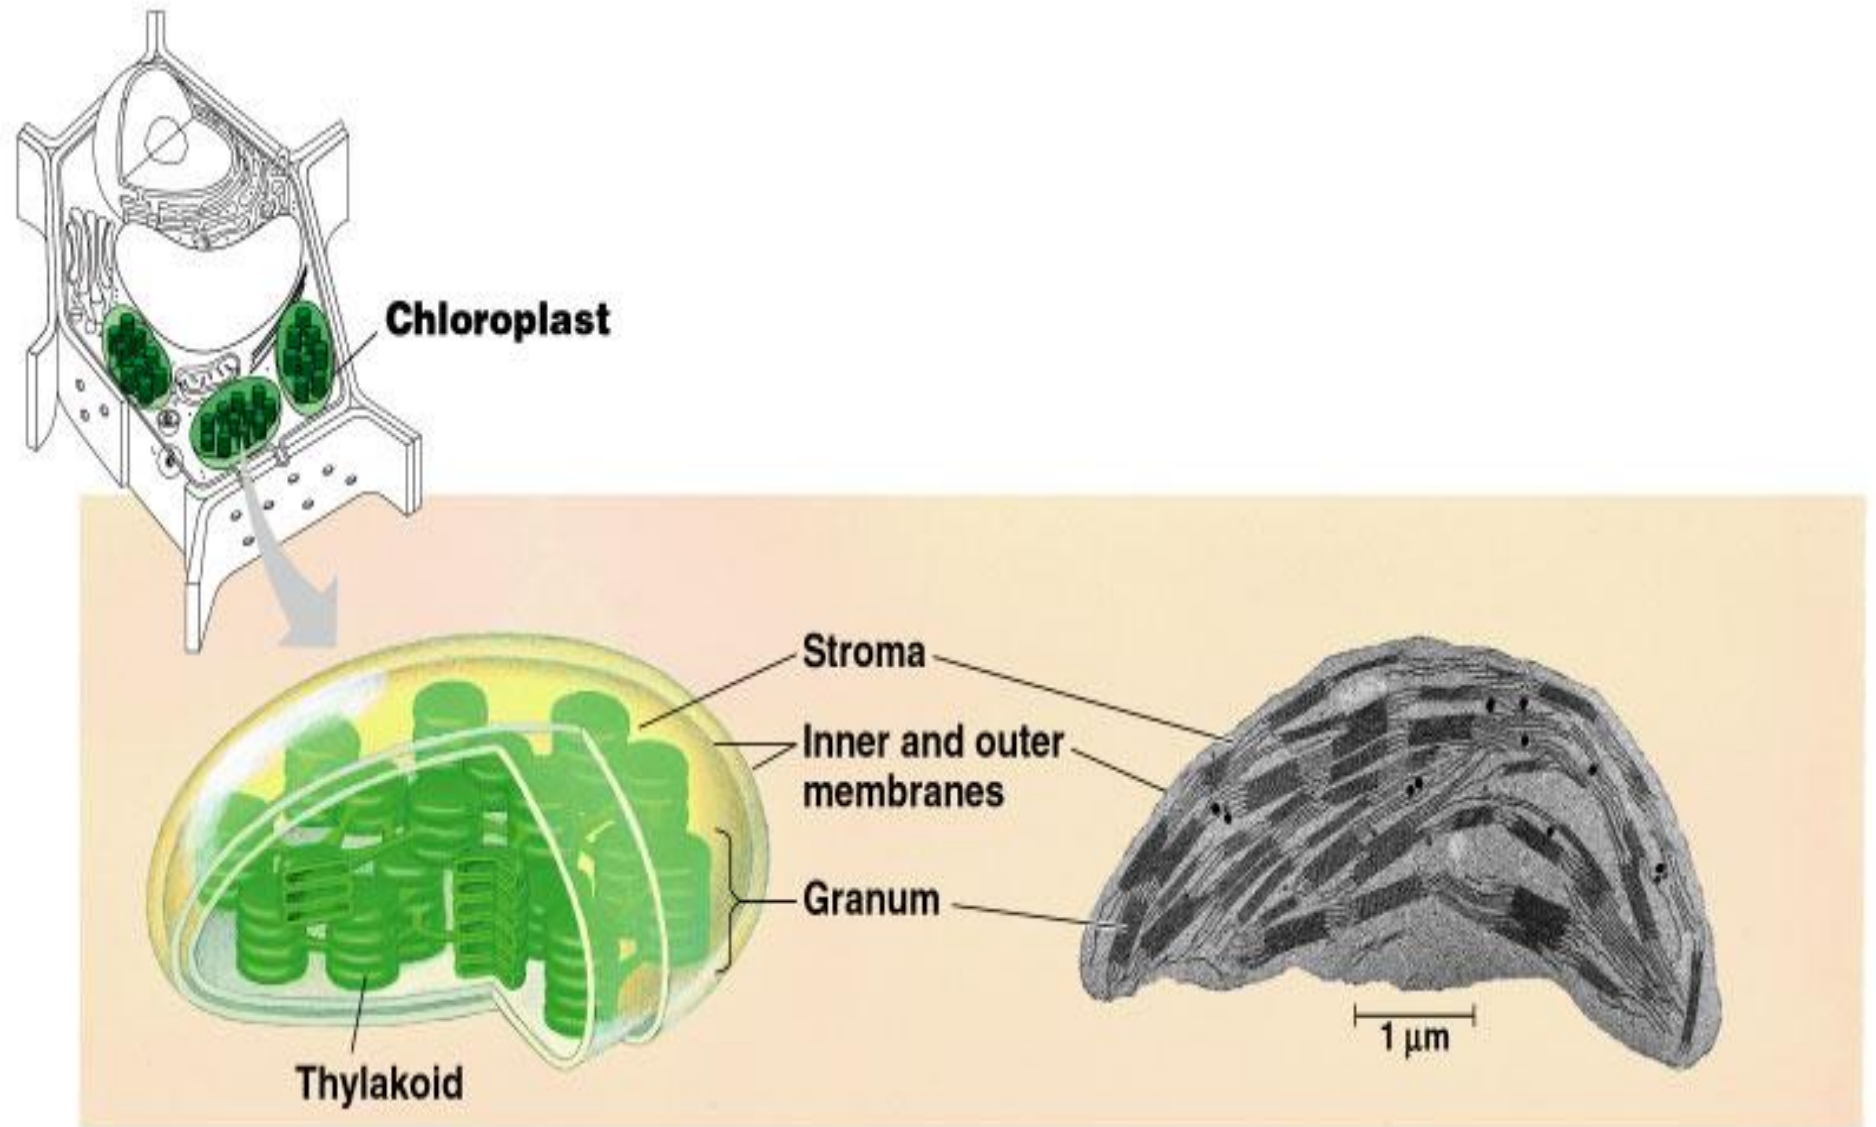 Chloroplast
Stroma
Inner and outer
membranes
Granum
1 μm
Thylakoid